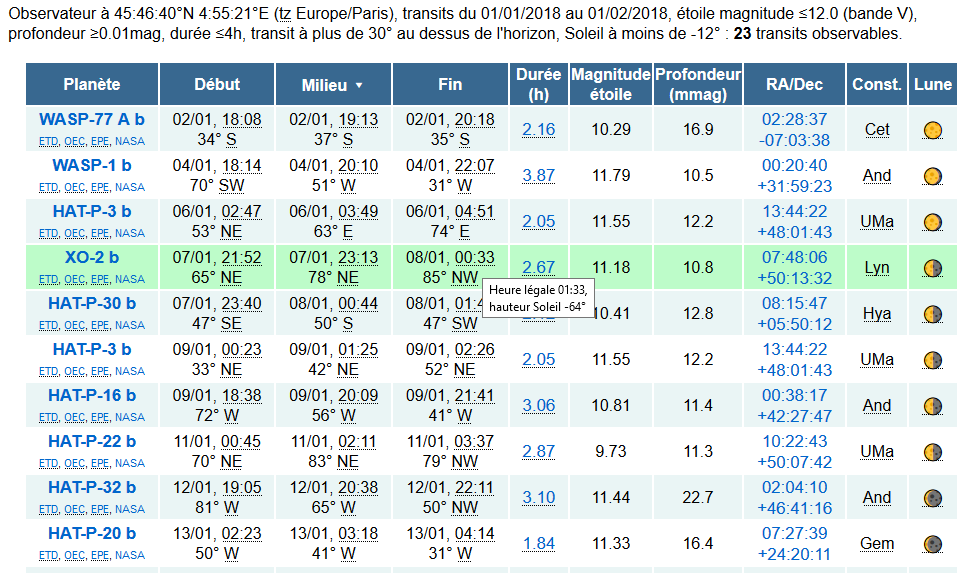 Observateur à 45:46:40°N 4:55:21°E (tz Europe/Paris), transits du 01/01/2018 au 01/02/2018, étoile magnitude ≤12.0 (bande V),
profondeur ≥0.01mag, durée ≤4h, transit à plus de 30° au dessus de l'horizon, Soleil à moins de -12° : 23 transits observables.
Planète Début Milieu ▼ Fin Durée (h) Magnitude étoile Profondeur (mmag) RA/Dec Const. Lune
WASP-77 A b 02/01, 18:08 02/01, 19:13 02/01, 20:18 2.16 10.29 16.9 02:28:37 Cet
ETD, OEC, EPE, NASA 34° S 37° S 35° S -07:03:38
WASP-1 b 04/01, 18:14 04/01, 20:10 04/01, 22:07 3.87 11.79 10.5 00:20:40 And
ETD, OEC, EPE, NASA 70° SW 51° W 31° W +31:59:23
HAT-P-3 b 06/01, 02:47 06/01, 03:49 06/01, 04:51 2.05 11.55 12.2 13:44:22 UMa
ETD, OEC, EPE, NASA 53° NE 63° E 74° E +48:01:43
XO-2 b 07/01, 21:52 07/01, 23:13 08/01, 00:33 2.67 11.18 10.8 07:48:06 Lyn
ETD, OEC, EPE, NASA 65° NE 78° NE 85° NW +50:13:32
Heure légale 01:33,
hauteur Soleil -64°
HAT-P-30 b 07/01, 23:40 08/01, 00:44 08/01, 01:4 10.41 12.8 08:15:47 Hya
ETD, OEC, EPE, NASA 47° SE 50° S 47° SW +05:50:12
HAT-P-3 b 09/01, 00:23 09/01, 01:25 09/01, 02:26 2.05 11.55 12.2 13:44:22 UMa
ETD, OEC, EPE, NASA 33° NE 42° NE 52° NE +48:01:43
HAT-P-16 b 09/01, 18:38 09/01, 20:09 09/01, 21:41 3.06 10.81 11.4 00:38:17 And
ETD, OEC, EPE, NASA 72° W 56° W 41° W +42:27:47
HAT-P-22 b 11/01, 00:45 11/01, 02:11 11/01, 03:37 2.87 9.73 11.3 10:22:43 UMa
ETD, OEC, EPE, NASA 70° NE 83° NE 79° NW +50:07:42
HAT-P-32 b 12/01, 19:05 12/01, 20:38 12/01, 22:11 3.10 11.44 22.7 02:04:10 And
ETD, OEC, EPE, NASA 81° W 65° W 50° NW +46:41:16
HAT-P-20 b 13/01, 02:23 13/01, 03:18 13/01, 04:14 1.84 11.33 16.4 07:27:39 Gem
ETD, OEC, EPE, NASA 50° W 41° W 31° W +24:20:11